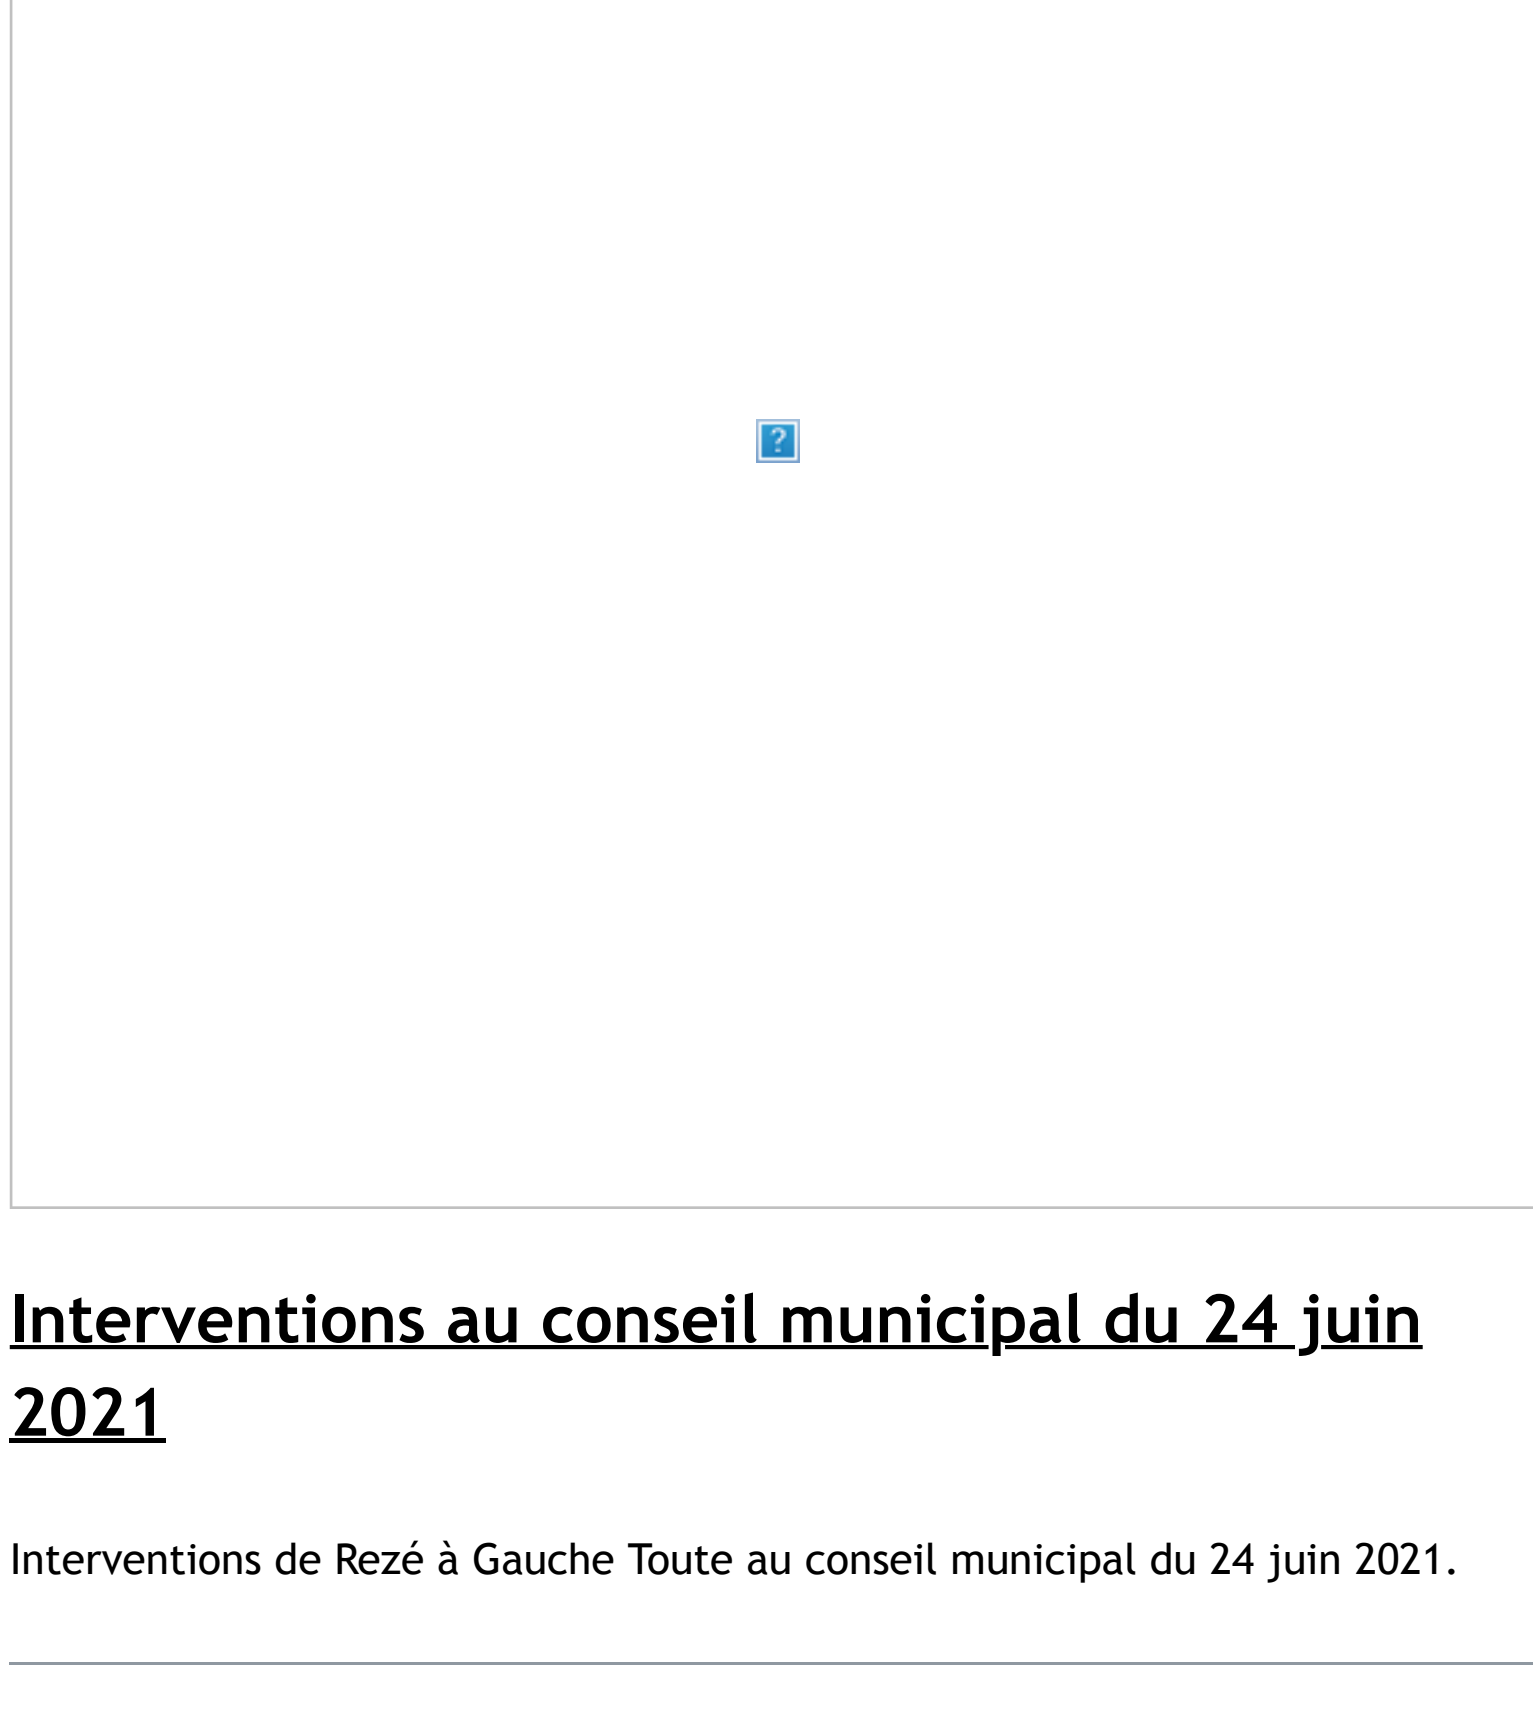 Interventions au conseil municipal du 24 juin
2021
Interventions de Rezé à Gauche Toute au conseil municipal du 24 juin 2021.